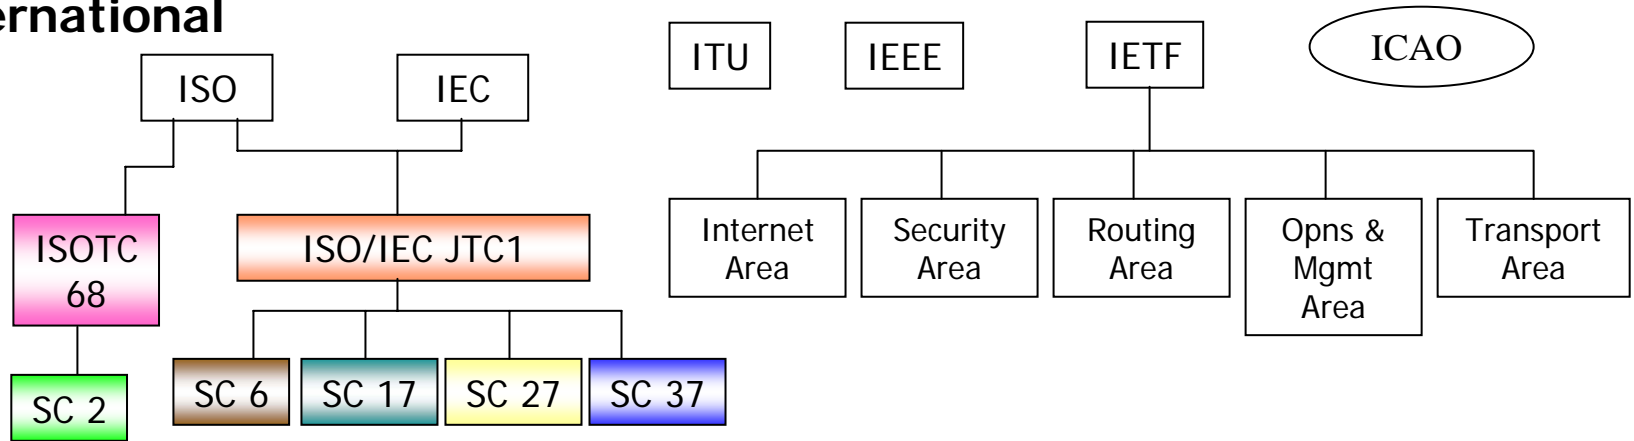 ernational
ISO
IEC
ITU
IEEE
IETF
ICAO
ISOTC
68
ISO/IEC JTC1
Internet
Area
Security
Area
Routing
Area
Opns &
Mgmt
Area
Transport
Area
SC 2
SC 6
SC 17
SC 27
SC 37